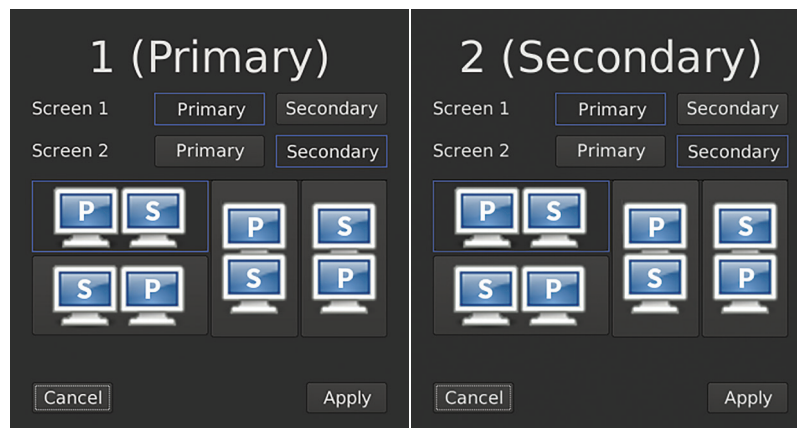 1 (Primary)
Screen 1 Primary Secondary
Screen 2 Primary Secondary
P S
S P
P
S
S
P
Cancel Apply
2 (Secondary)
Screen 1 Primary Secondary
Screen 2 Primary Secondary
P S
S P
P
S
S
P
Cancel Apply